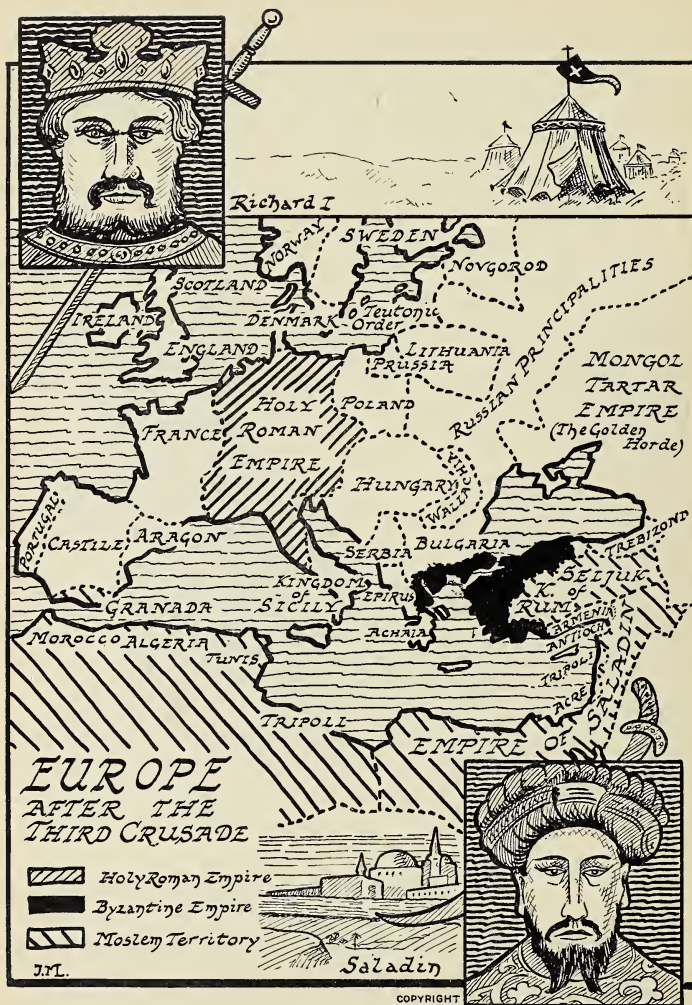 Richard I
NORWAY
SWEDEN
NOVGOROD
SCOTLAND
IRELAND
DENMARK
Teutonic
Order
ENGLAND
LITHUANIA
PRUSSIA
RUSSIAN PRINCIPALITIES
MONGOL
TARTAR
EMPIRE
(The Golden
Horde)
HOLY
ROMAN
EMPIRE
POLAND
FRANCE
HUNGARY
WALLACHIA
PORTUGAL
CASTILE
ARAGON
SERBIA
BULGARIA
TREBIZOND
GRANADA
KINGDOM
of
SICILY
EPIRUS
SELJUK
K. of
RUM
ACHAIA
ARMENIA
ANTIOCH
TRIPOLI
ACRE
MOROCCO
ALGERIA
TUNIS
TRIPOLI
EMPIRE OF SALADIN
EUROPE
AFTER THE
THIRD CRUSADE
Holy Roman Empire
Byzantine Empire
Moslem Territory
J.M.
Saladin
COPYRIGHT